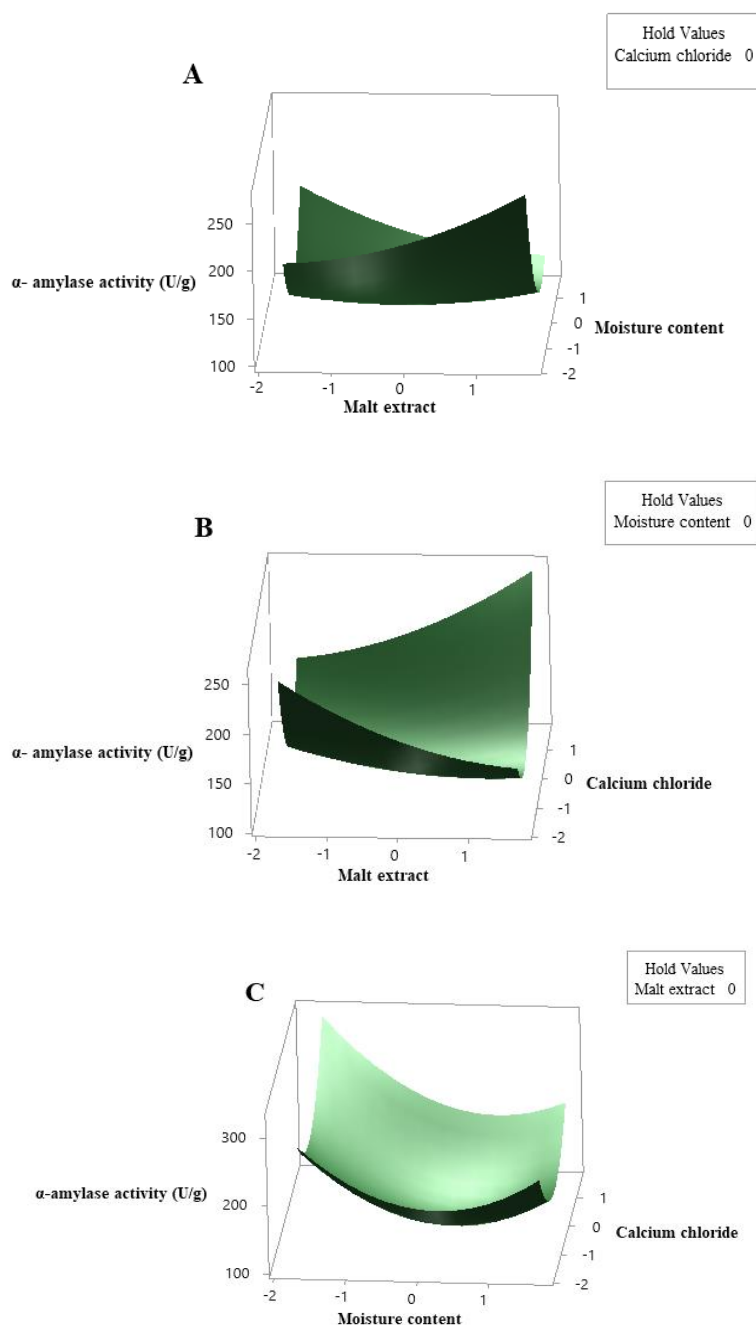 Hold Values
Calcium chloride 0
A
250
200
150
100
α- amylase activity (U/g)
1
0
-1
-2
Moisture content
-2
-1
0
1
Malt extract
Hold Values
Moisture content 0
B
250
200
150
100
α- amylase activity (U/g)
1
0
-1
-2
Calcium chloride
-2
-1
0
1
Malt extract
Hold Values
Malt extract 0
C
300
200
100
α-amylase activity (U/g)
1
0
-1
-2
Calcium chloride
-2
-1
0
1
Moisture content